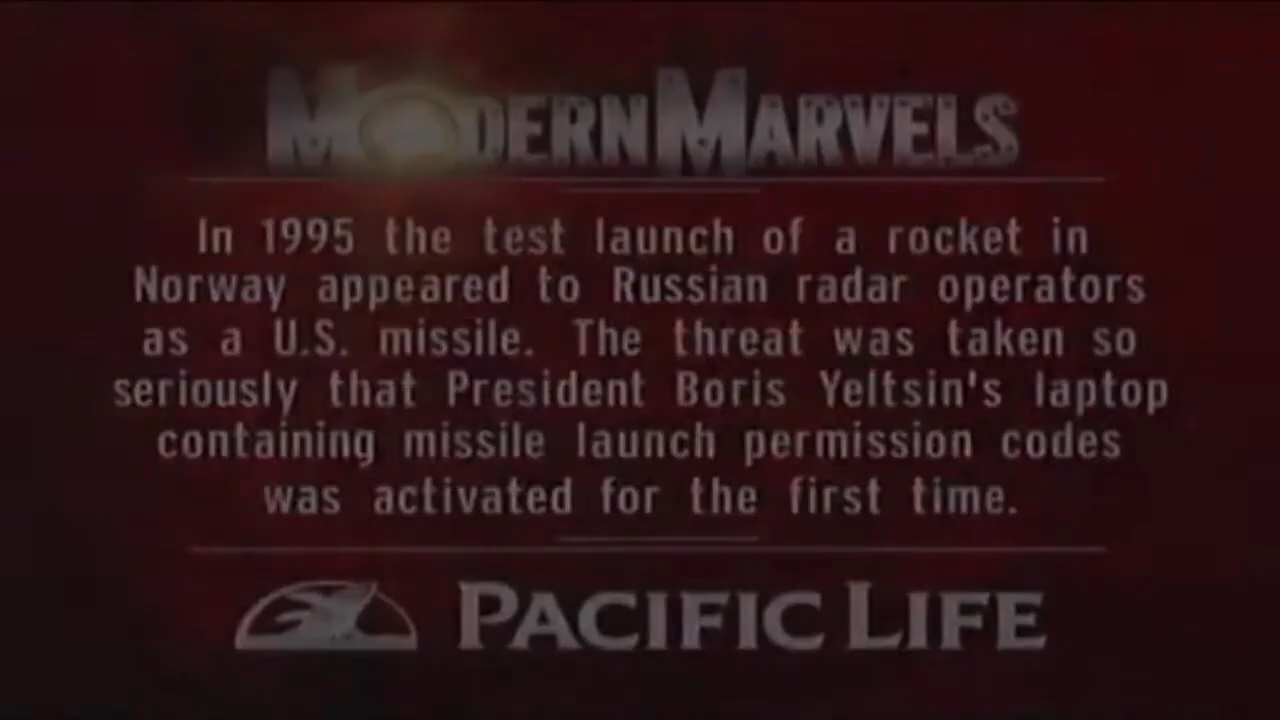 MODERN MARVELS
In 1995 the test launch of a rocket in
Norway appeared to Russian radar operators
as a U.S. missile. The threat was taken so
seriously that President Boris Yeltsin's laptop
containing missile launch permission codes
was activated for the first time.
PACIFIC LIFE